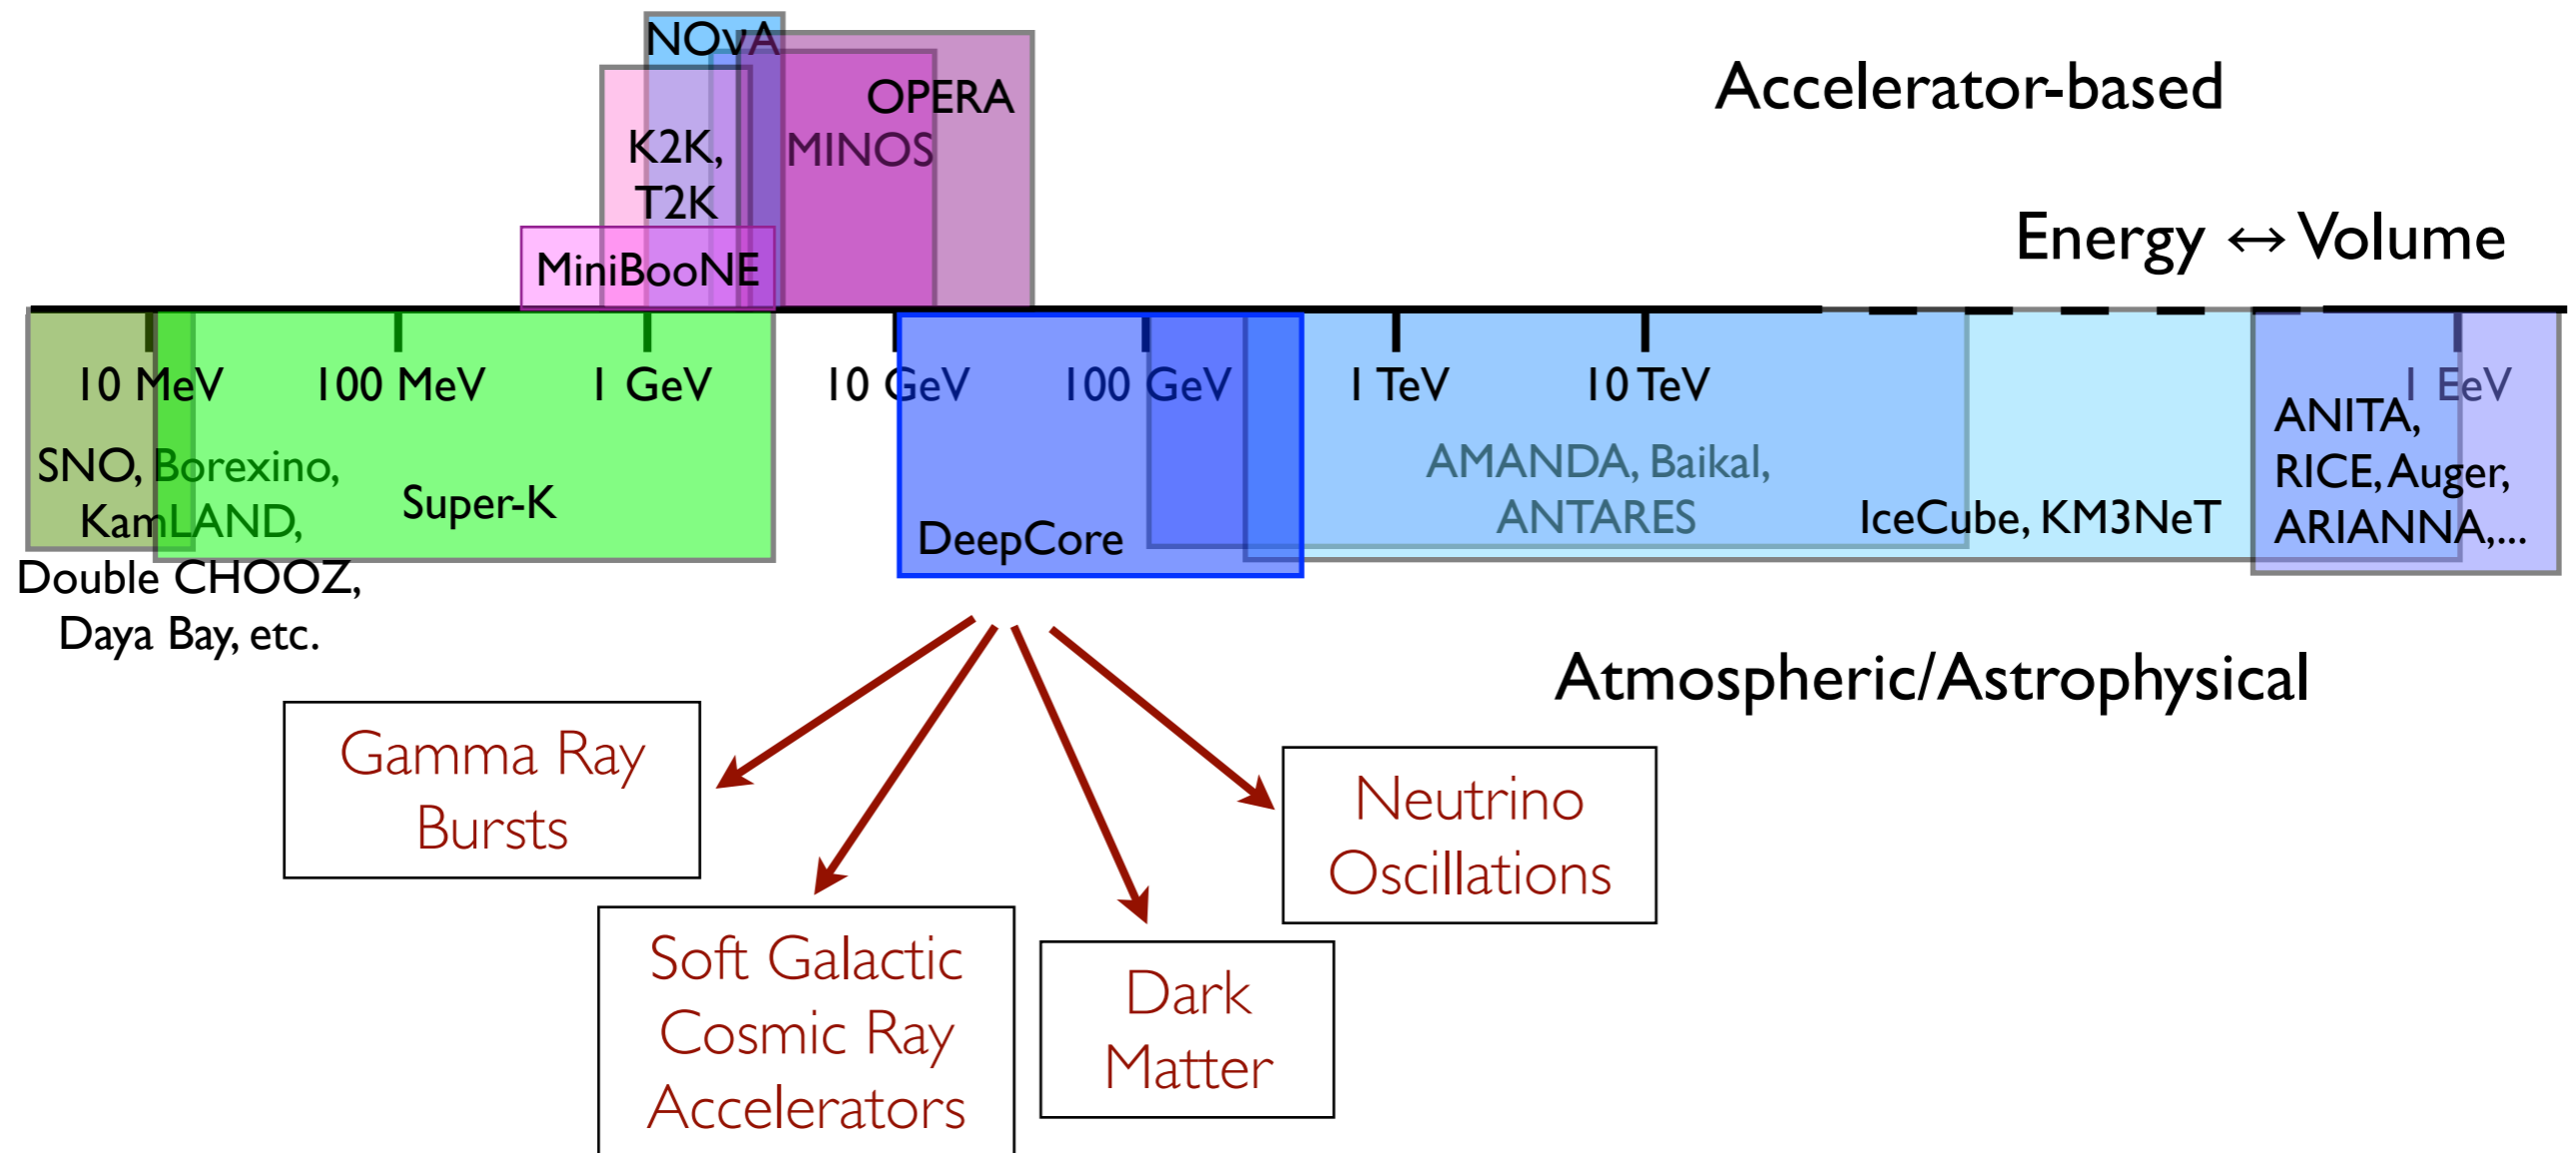 NOνA
OPERA
Accelerator-based
K2K,
T2K
MINOS
MiniBooNE
Energy ↔ Volume
10 MeV
100 MeV
1 GeV
10 GeV
100 GeV
1 TeV
10 TeV
1 EeV
SNO, Borexino,
KamLAND,
Double CHOOZ,
Daya Bay, etc.
Super-K
DeepCore
AMANDA, Baikal,
ANTARES
IceCube, KM3NeT
ANITA,
RICE, Auger,
ARIANNA,...
Atmospheric/Astrophysical
Gamma Ray
Bursts
Soft Galactic
Cosmic Ray
Accelerators
Dark
Matter
Neutrino
Oscillations